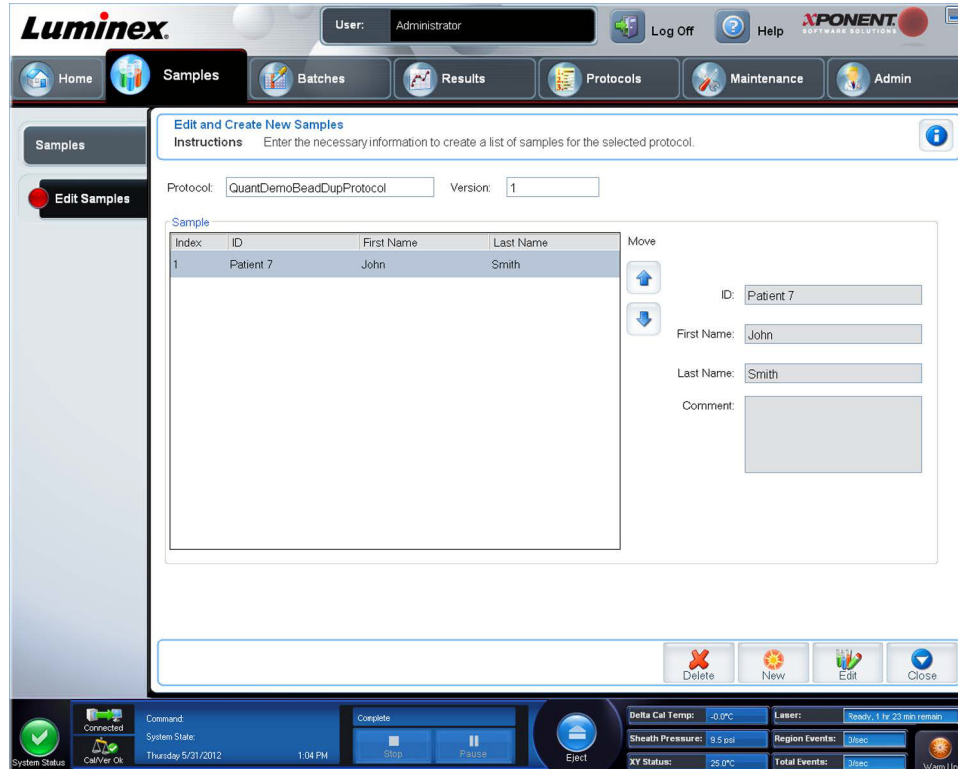 Luminex.
User: Administrator
Log Off
Help
XPONENT.
SOFTWARE SOLUTIONS
Home
Samples
Batches
Results
Protocols
Maintenance
Admin
Samples
Edit Samples
Edit and Create New Samples
Instructions Enter the necessary information to create a list of samples for the selected protocol.
Protocol: QuantDemoBeadDupProtocol Version: 1
Sample
Index ID First Name Last Name
1 Patient 7 John Smith
Move
ID: Patient 7
First Name: John
Last Name: Smith
Comment:
Delete
New
Edit
Close
System Status
Connected
Cal/Ver Ok
Command:
System State:
Thursday 5/31/2012 1:04 PM
Complete
Stop
Pause
Eject
Delta Cal Temp: -0.0°C
Sheath Pressure: 9.5 psi
XY Status: 25.0°C
Laser: Ready, 1 hr 23 min remain
Region Events: 3/sec
Total Events: 3/sec
Warm Up